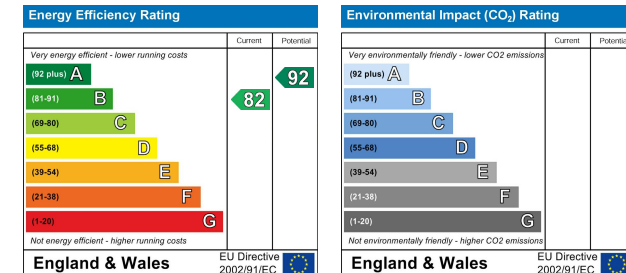 Energy Efficiency Rating
Current Potential
Very energy efficient - lower running costs
(92 plus) A
92
(81-91) B
82
(69-80) C
(55-68) D
(39-54) E
(21-38) F
(1-20) G
Not energy efficient - higher running costs
England & Wales
EU Directive
2002/91/EC
Environmental Impact (CO₂) Rating
Current Potential
Very environmentally friendly - lower CO2 emissions
(92 plus) A
(81-91) B
(69-80) C
(55-68) D
(39-54) E
(21-38) F
(1-20) G
Not environmentally friendly - higher CO2 emissions
England & Wales
EU Directive
2002/91/EC